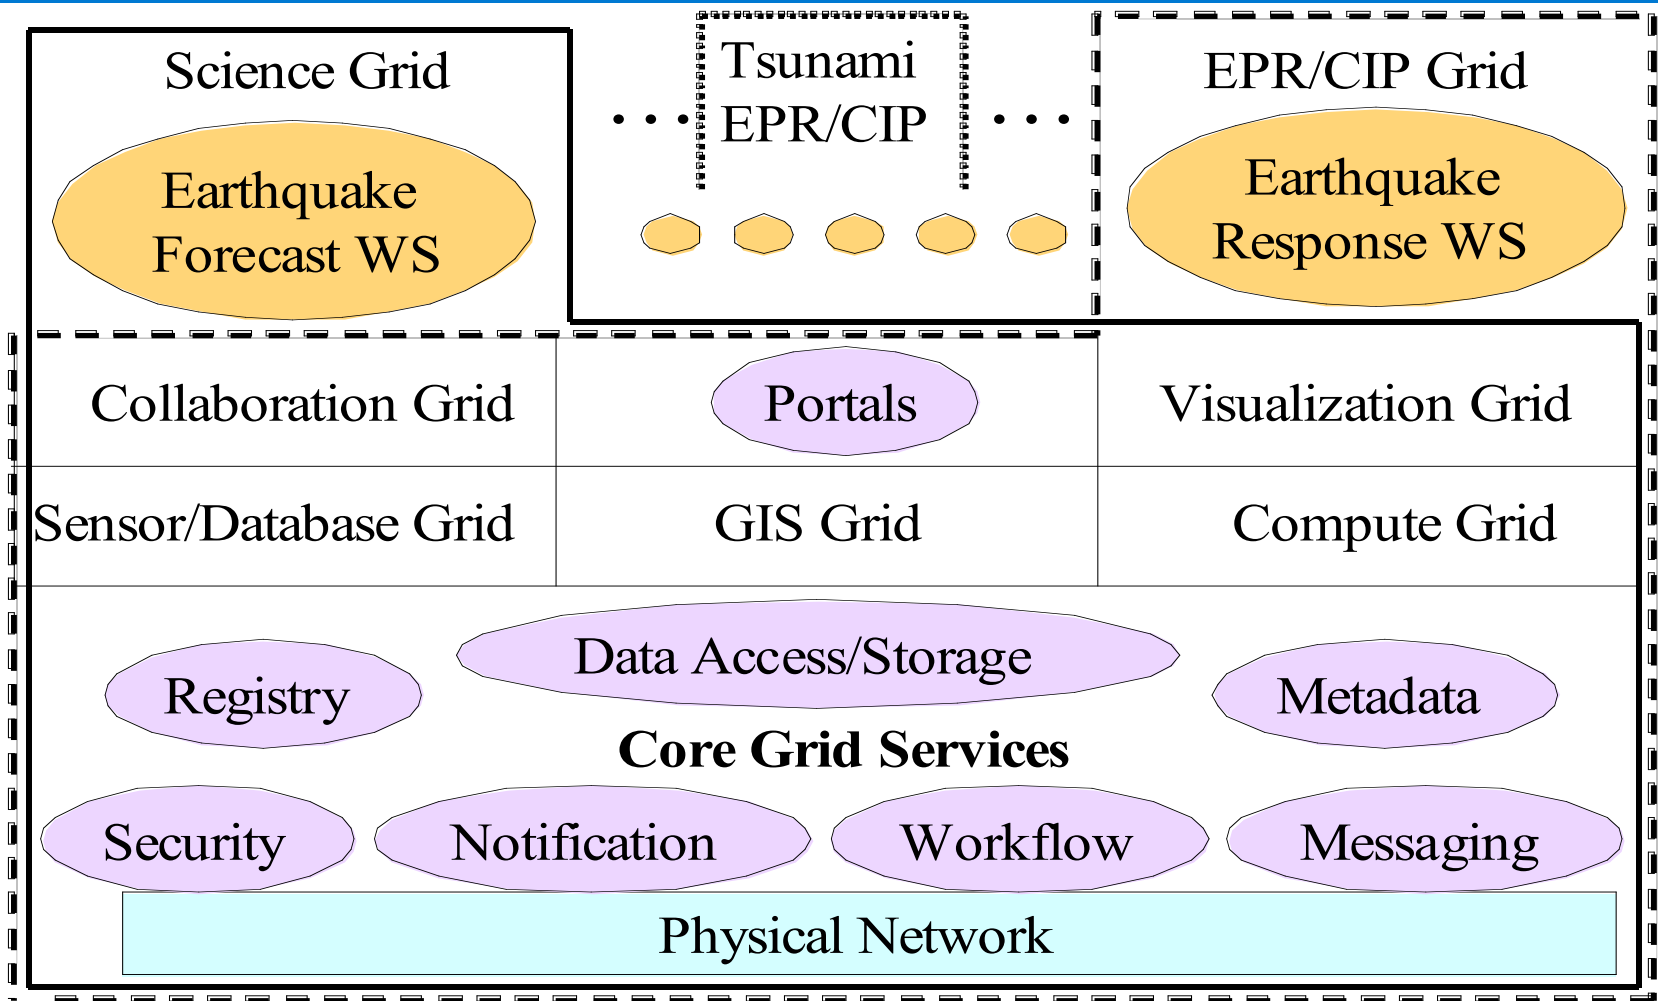 Science Grid
Earthquake
Forecast WS
. . .
Tsunami
EPR/CIP
. . .
EPR/CIP Grid
Earthquake
Response WS
Collaboration Grid
Portals
Visualization Grid
Sensor/Database Grid
GIS Grid
Compute Grid
Data Access/Storage
Registry
Metadata
Core Grid Services
Security
Notification
Workflow
Messaging
Physical Network